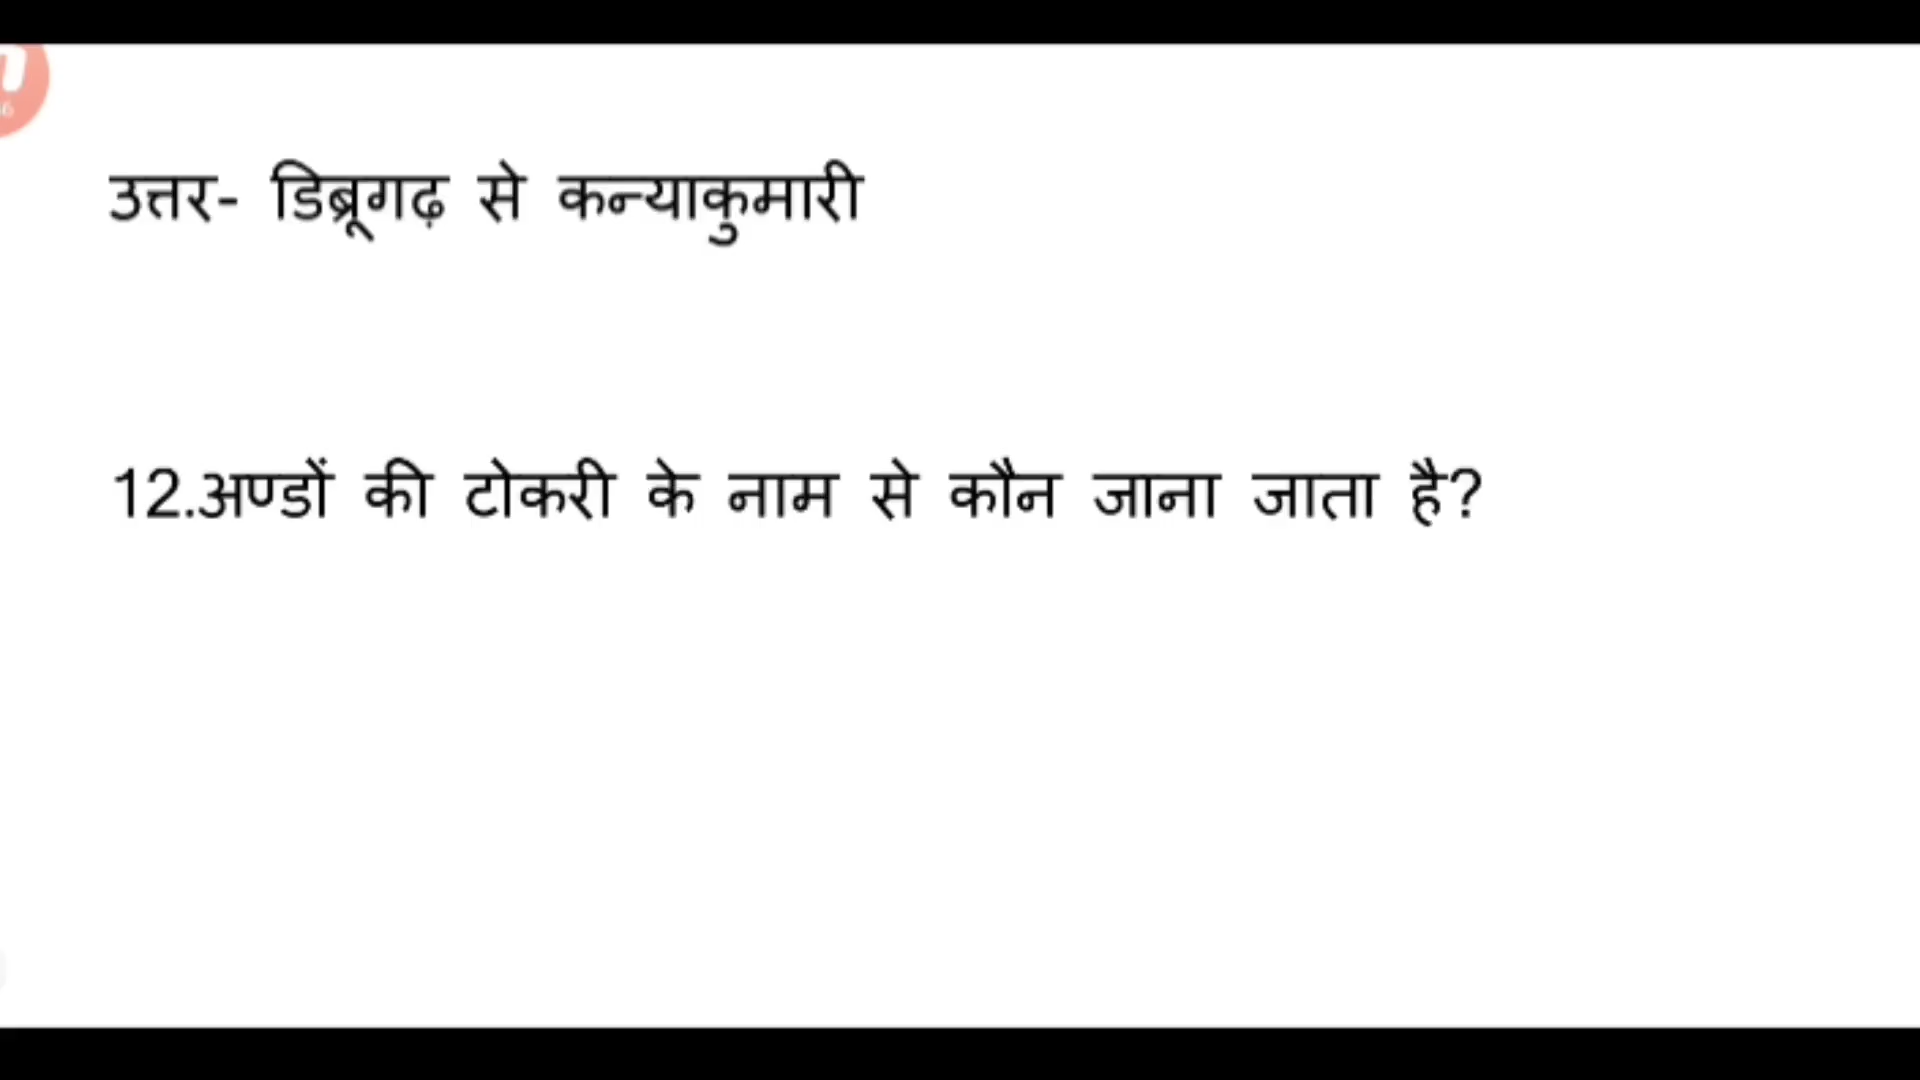 उत्तर- डिब्रूगढ़ से कन्याकुमारी
12.अण्डों की टोकरी के नाम से कौन जाना जाता है?